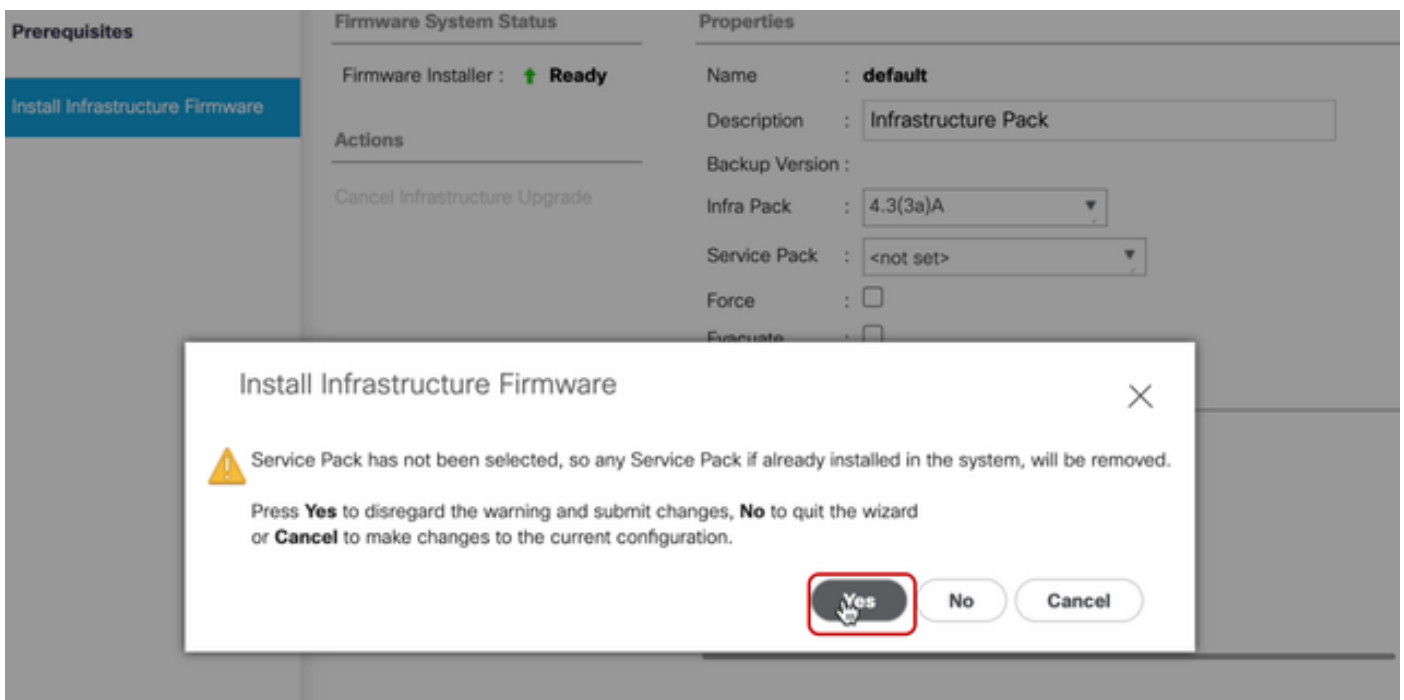 Prerequisites
Install Infrastructure Firmware
Firmware System Status
Firmware Installer : Ready
Actions
Cancel Infrastructure Upgrade
Properties
Name : default
Description : Infrastructure Pack
Backup Version :
Infra Pack : 4.3(3a)A
Service Pack : <not set>
Force :
Evacuate :
Install Infrastructure Firmware
Service Pack has not been selected, so any Service Pack if already installed in the system, will be removed.
Press Yes to disregard the warning and submit changes, No to quit the wizard
or Cancel to make changes to the current configuration.
Yes No Cancel